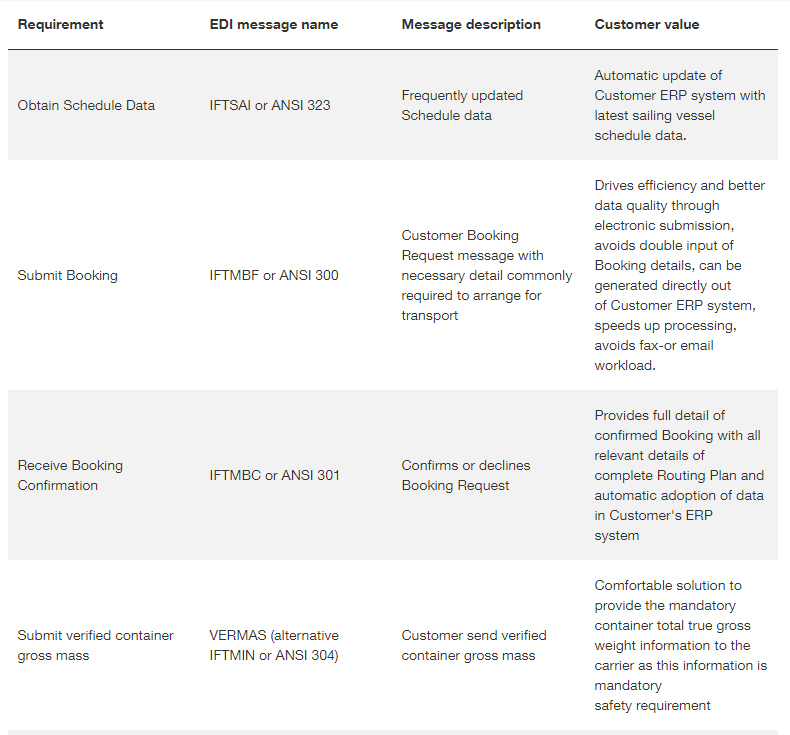 Requirement EDI message name Message description Customer value
Obtain Schedule Data
IFTSAI or ANSI 323
Frequently updated
Schedule data
Automatic update of
Customer ERP system with
latest sailing vessel
schedule data.
Submit Booking
IFTMBF or ANSI 300
Customer Booking
Request message with
necessary detail commonly
required to arrange for
transport
Drives efficiency and better
data quality through
electronic submission,
avoids double input of
Booking details, can be
generated directly out
of Customer ERP system,
speeds up processing,
avoids fax-or email
workload.
Receive Booking
Confirmation
IFTMBC or ANSI 301
Confirms or declines
Booking Request
Provides full detail of
confirmed Booking with all
relevant details of
complete Routing Plan and
automatic adoption of data
in Customer's ERP
system
Submit verified container
gross mass
VERMAS (alternative
IFTMIN or ANSI 304)
Customer send verified
container gross mass
Comfortable solution to
provide the mandatory
container total true gross
weight information to the
carrier as this information is
mandatory
safety requirement